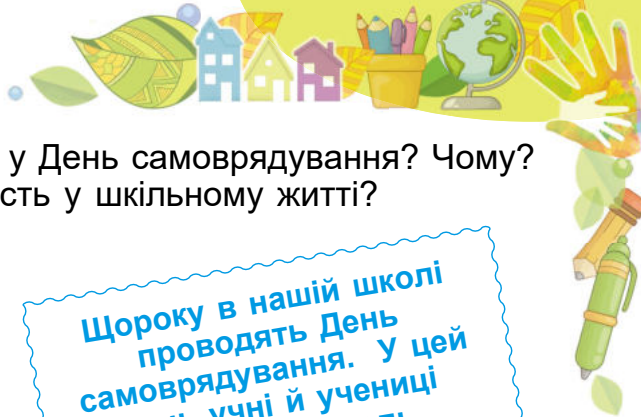 у День самоврядування? Чому?
сть у шкільному житті?
Щороку в нашій школі
проводять День
самоврядування. У цей
учні й учениці